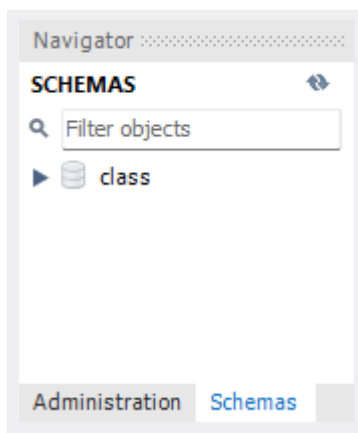 Navigator
SCHEMAS
Filter objects
class
Administration Schemas